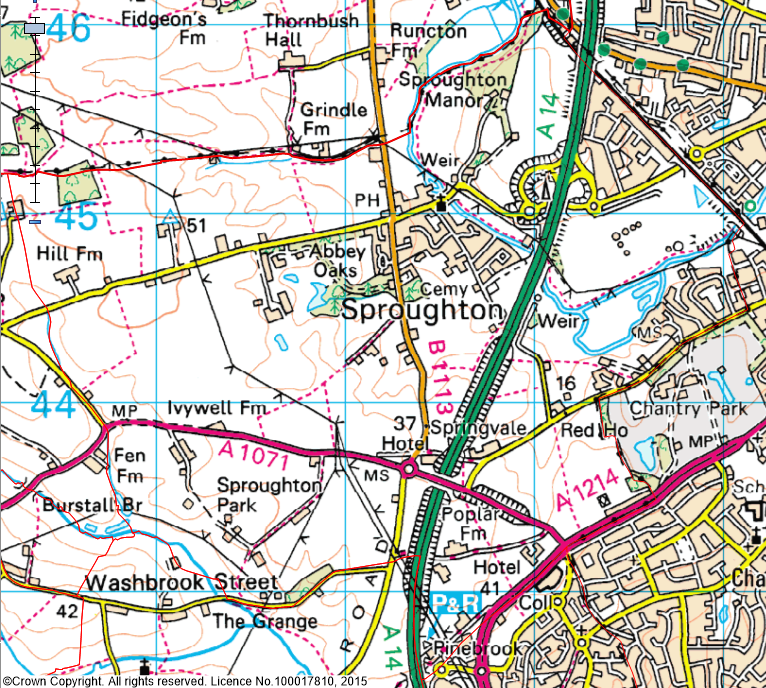 46
Fidgeon's
Fm
Thornbush
Hall
Runcton
Fm
Sproughton
Manor
A 14
Grindle
Fm
Weir
PH
45
51
Hill Fm
Abbey
Oaks
Cemy
Sproughton
Weir
MS
B 1113
16
44
MP
Ivywell Fm
37
Hotel
Springvale
Red Ho
Chantry Park
MP
A 1071
MS
Fen
Fm
Sproughton
Park
A 1214
Sch
Burstall Br
Poplar
Fm
Hotel
41
Washbrook Street
ROAD
P&R
Coll
Cha
42
The Grange
A 14
Pinebrook
©Crown Copyright. All rights reserved. Licence No.100017810, 2015